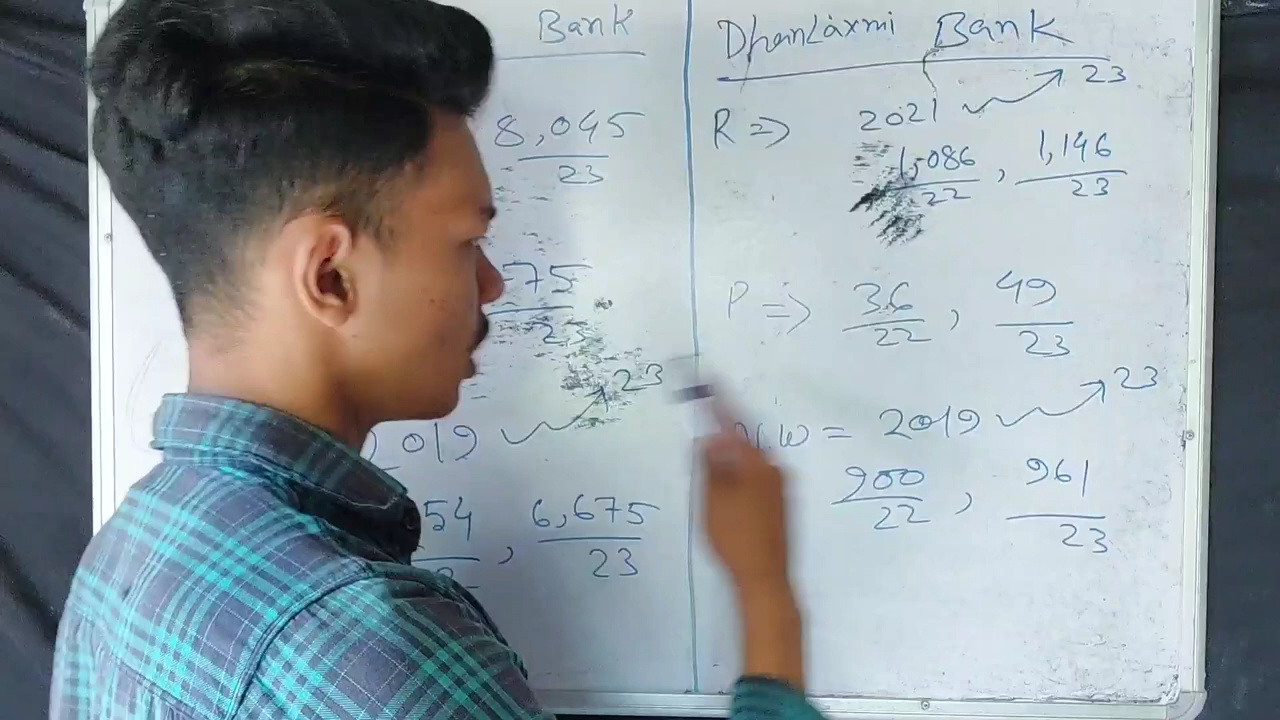 Bank
8,045
23
75
23
23
2019
54, 6,675
23
DhanLaxmi Bank
R => 2021 23
1,086, 1,146
22 23
P => 36, 49
22 23
N.W = 2019 23
900, 961
22 23